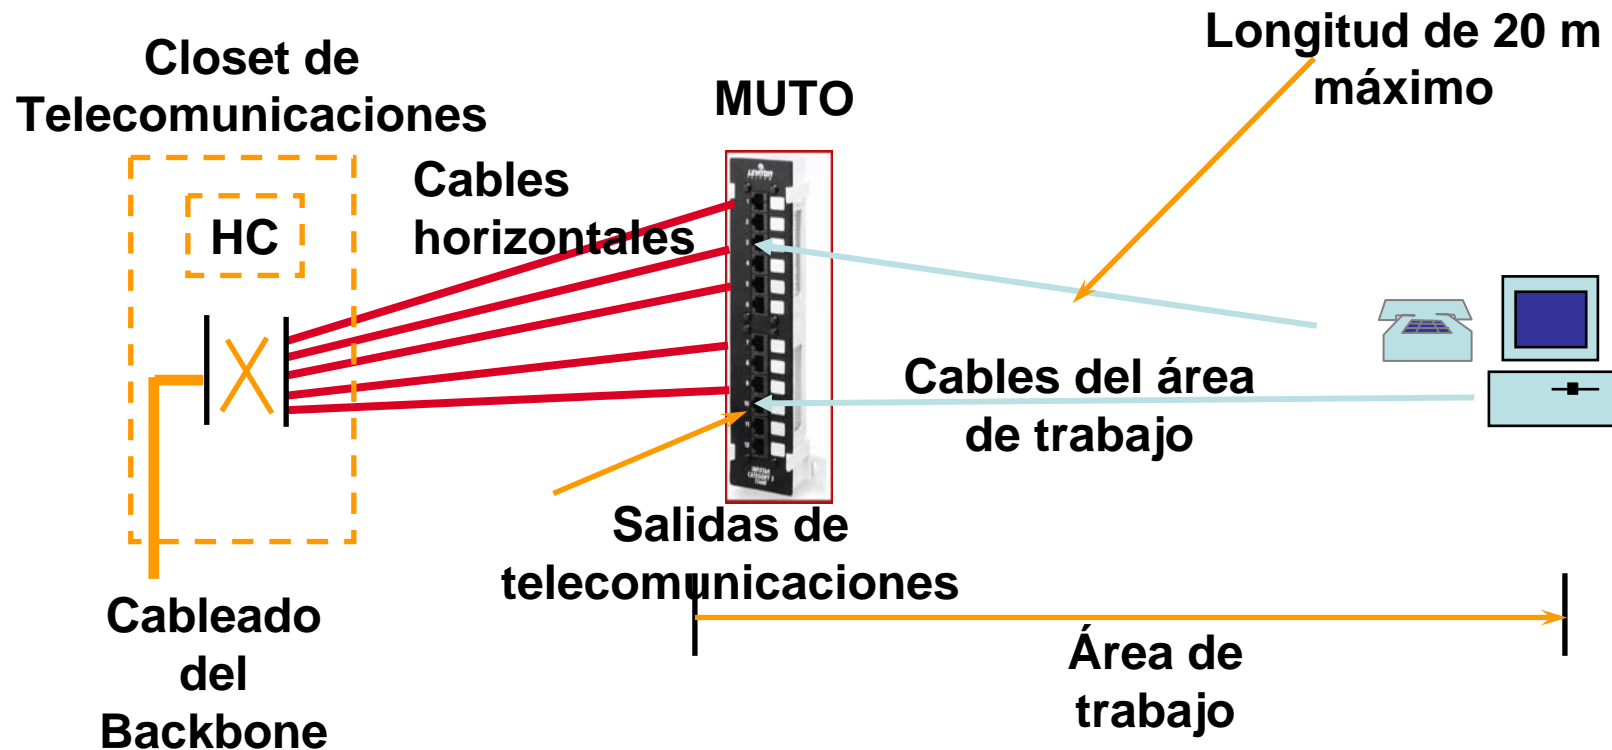 Closet de
Telecomunicaciones
HC
Cables
horizontales
MUTO
LEVITON
Longitud de 20 m
máximo
Cables del área
de trabajo
Salidas de
telecomunicaciones
Cableado
del
Backbone
Área de
trabajo